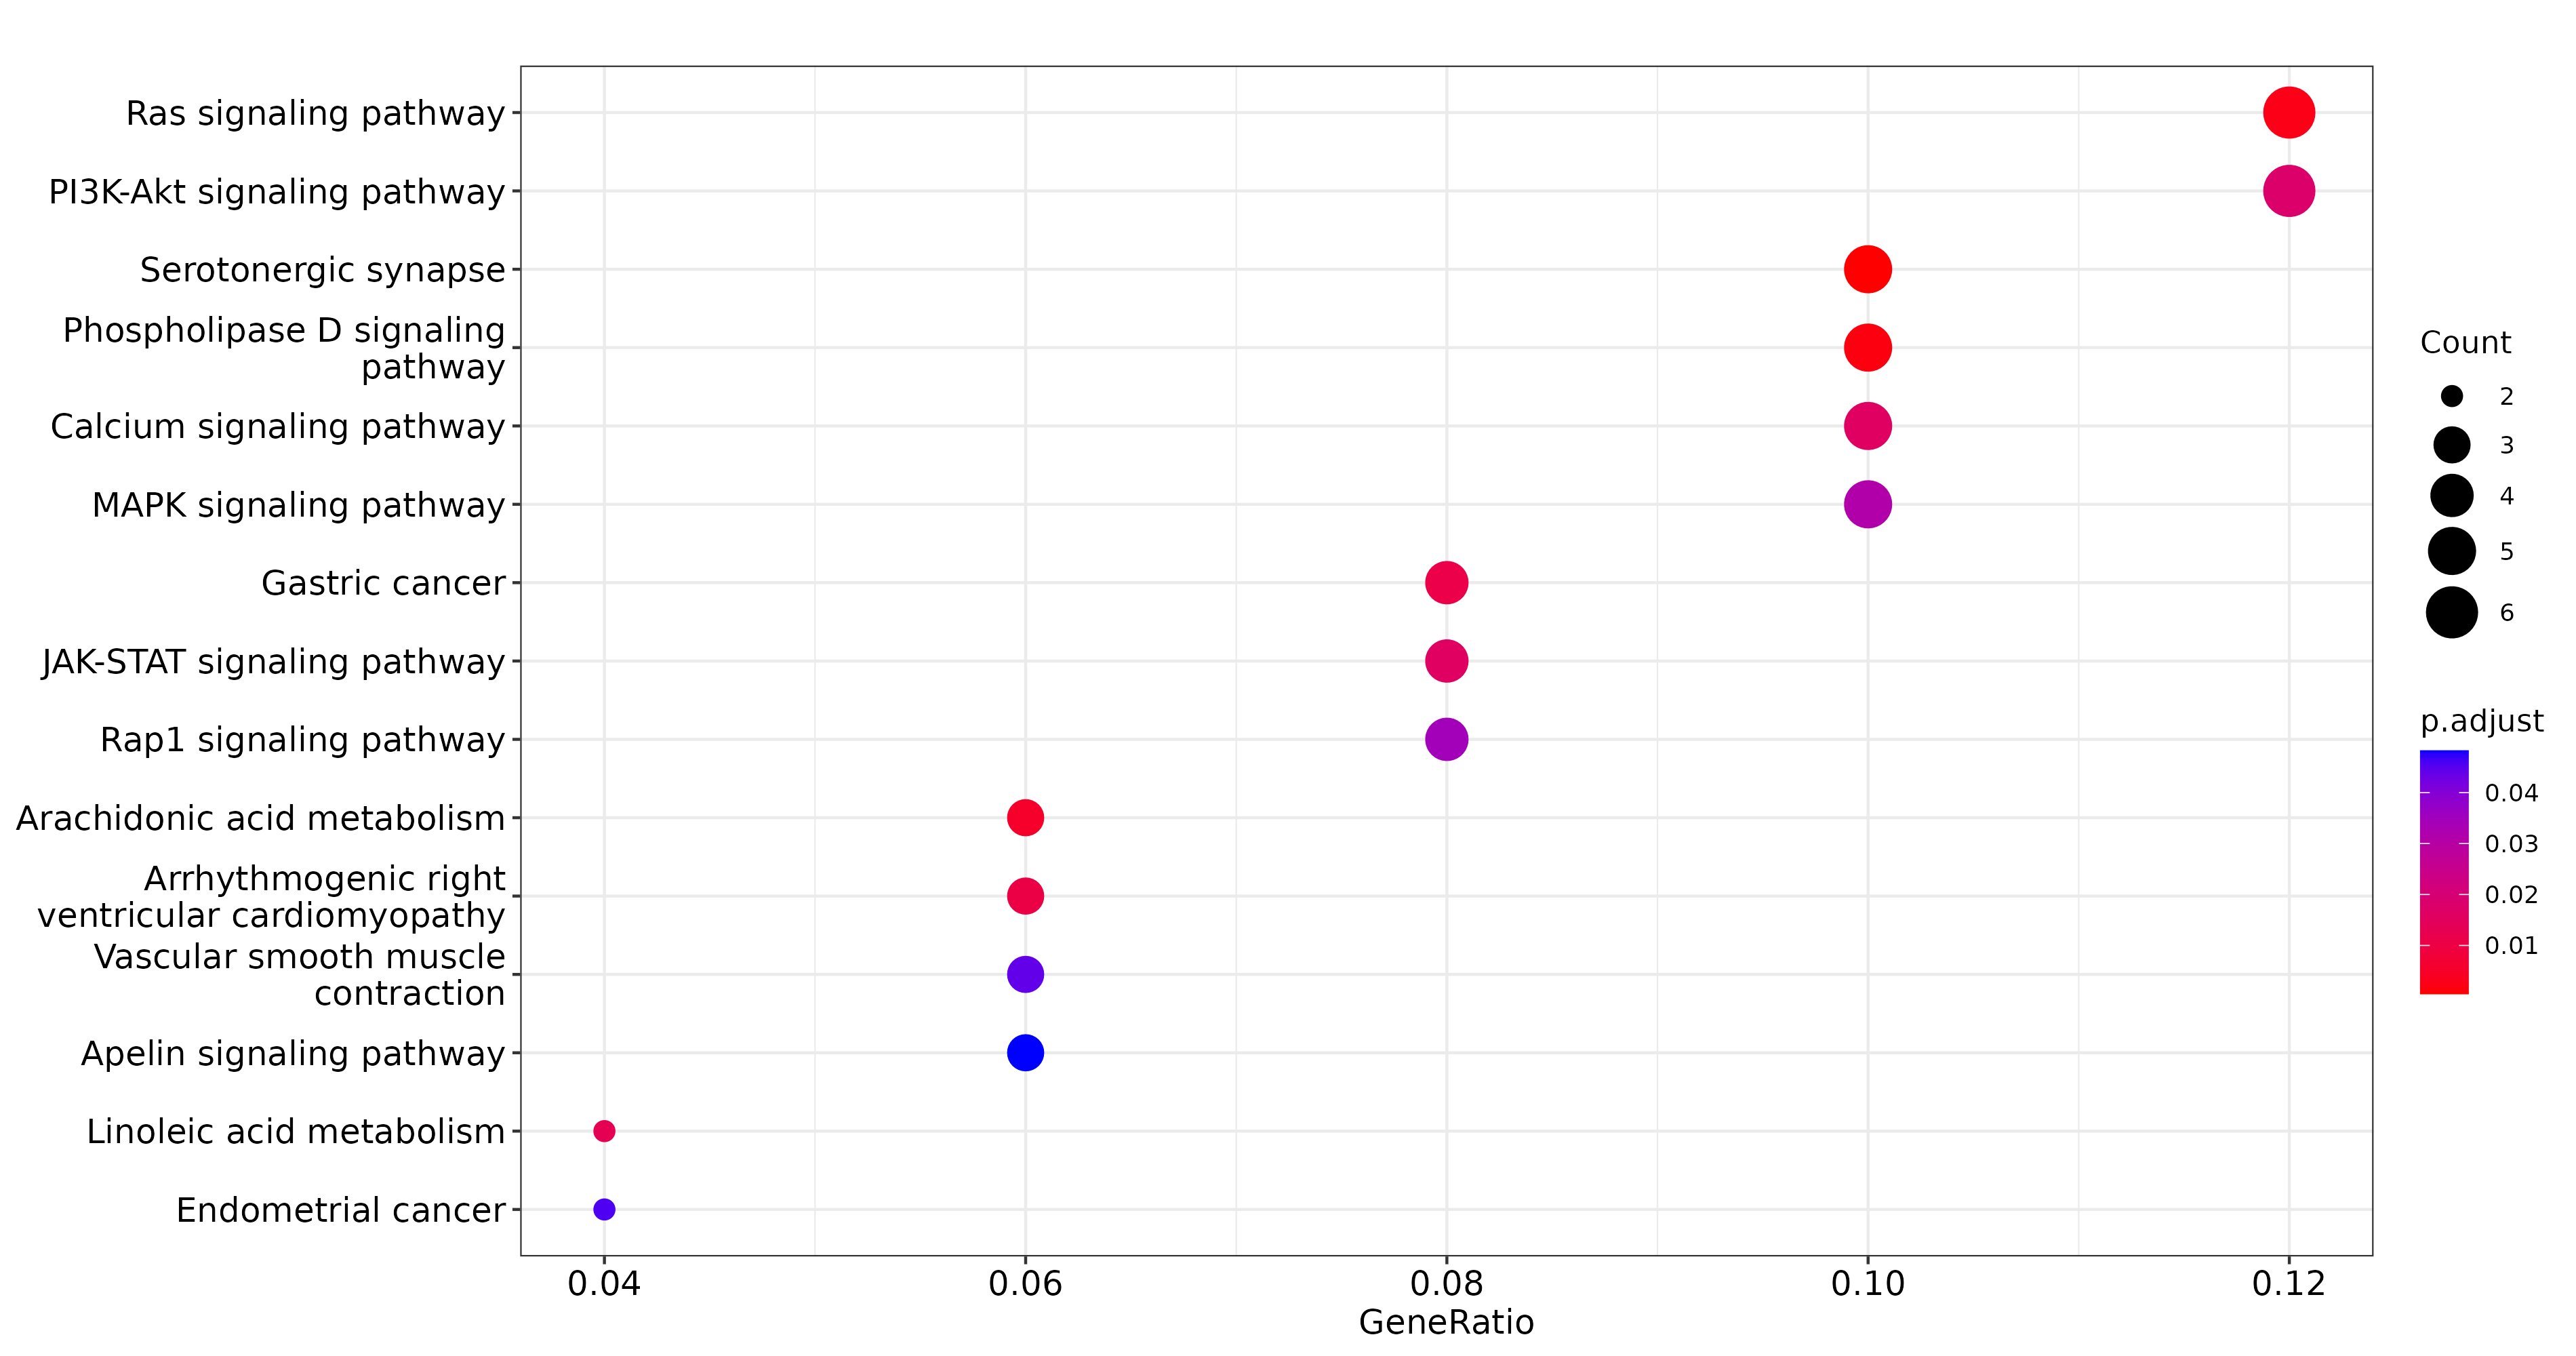 Ras signaling pathway
PI3K-Akt signaling pathway
Serotonergic synapse
Phospholipase D signaling
pathway
Calcium signaling pathway
MAPK signaling pathway
Gastric cancer
JAK-STAT signaling pathway
Rap1 signaling pathway
Arachidonic acid metabolism
Arrhythmogenic right
ventricular cardiomyopathy
Vascular smooth muscle
contraction
Apelin signaling pathway
Linoleic acid metabolism
Endometrial cancer
0.04
0.06
0.08
0.10
0.12
GeneRatio
Count
2
3
4
5
6
p.adjust
0.04
0.03
0.02
0.01